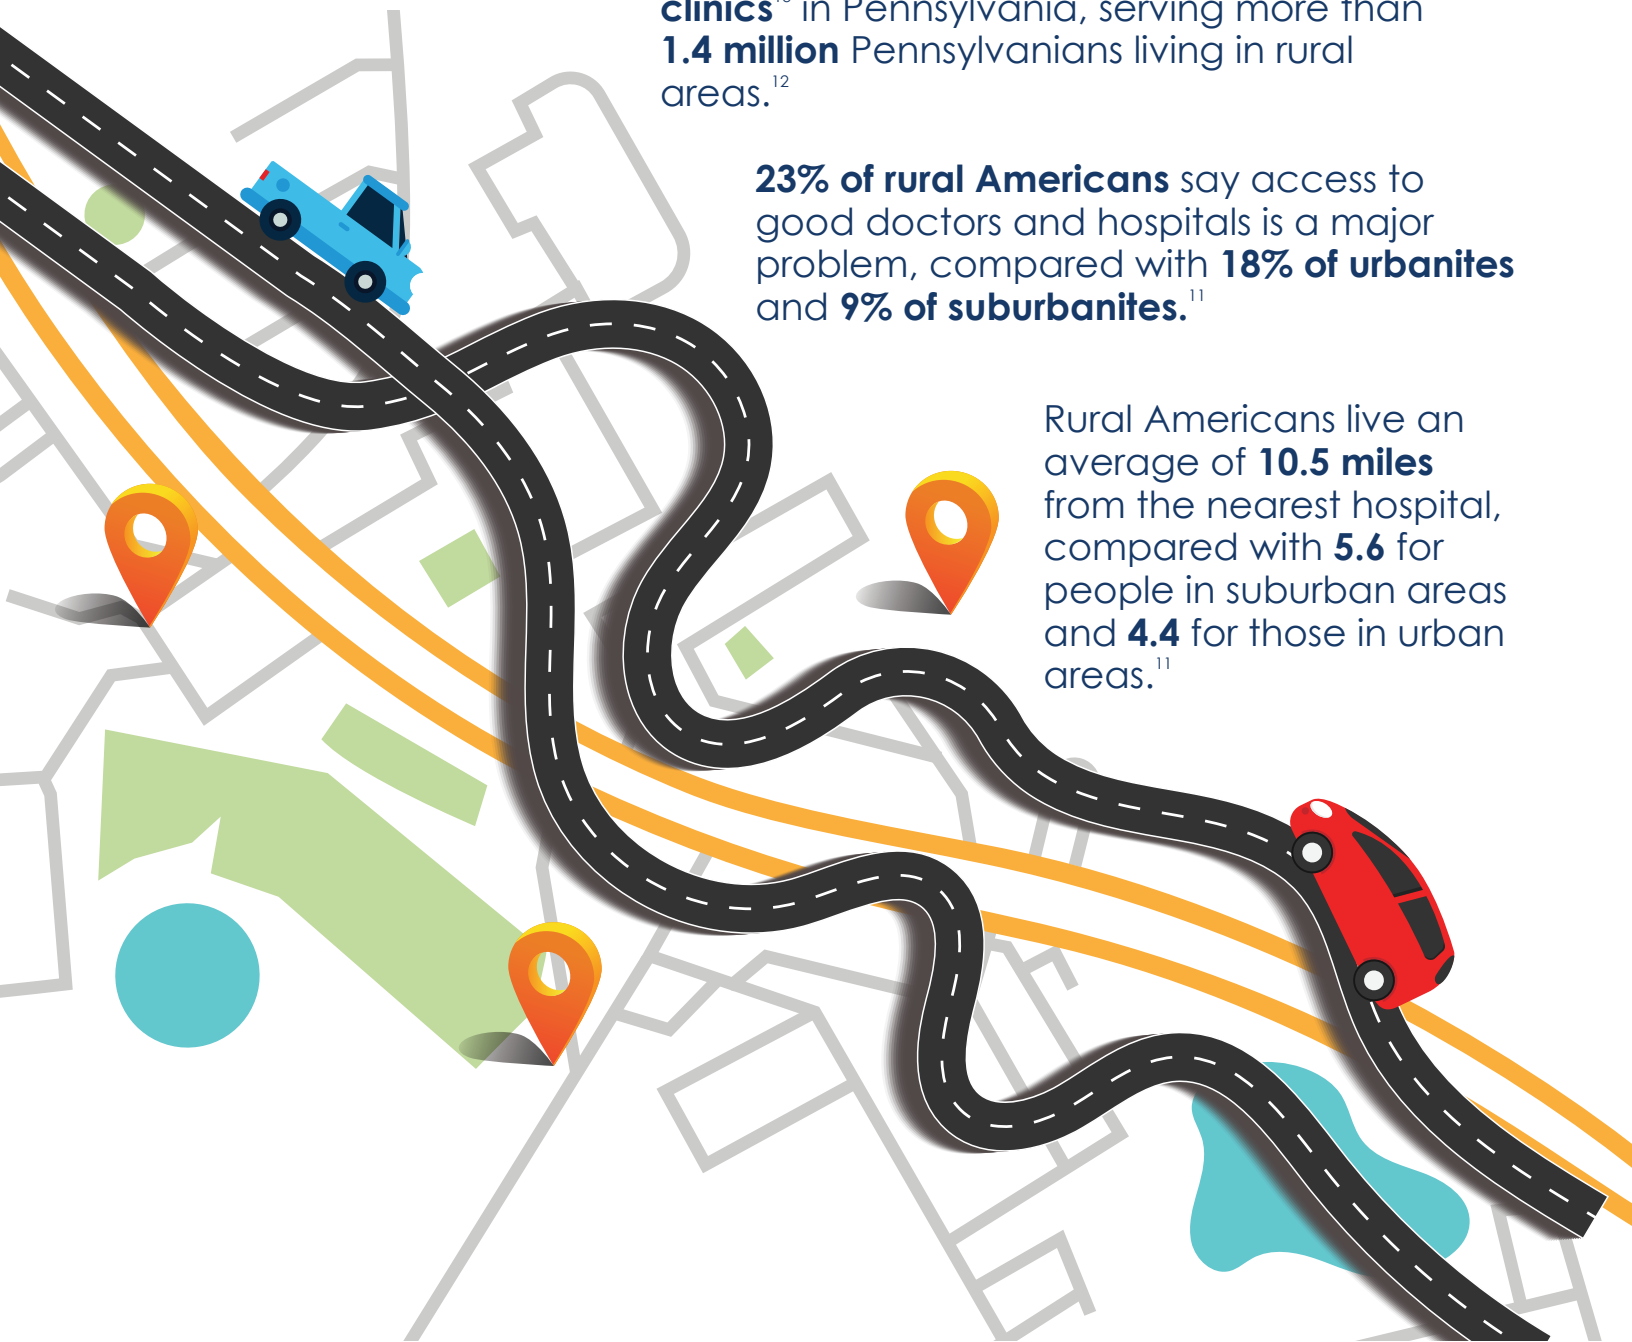 clinics in Pennsylvania, serving more than
1.4 million Pennsylvanians living in rural
areas.12
23% of rural Americans say access to
good doctors and hospitals is a major
problem, compared with 18% of urbanites
and 9% of suburbanites.11
Rural Americans live an
average of 10.5 miles
from the nearest hospital,
compared with 5.6 for
people in suburban areas
and 4.4 for those in urban
areas.11